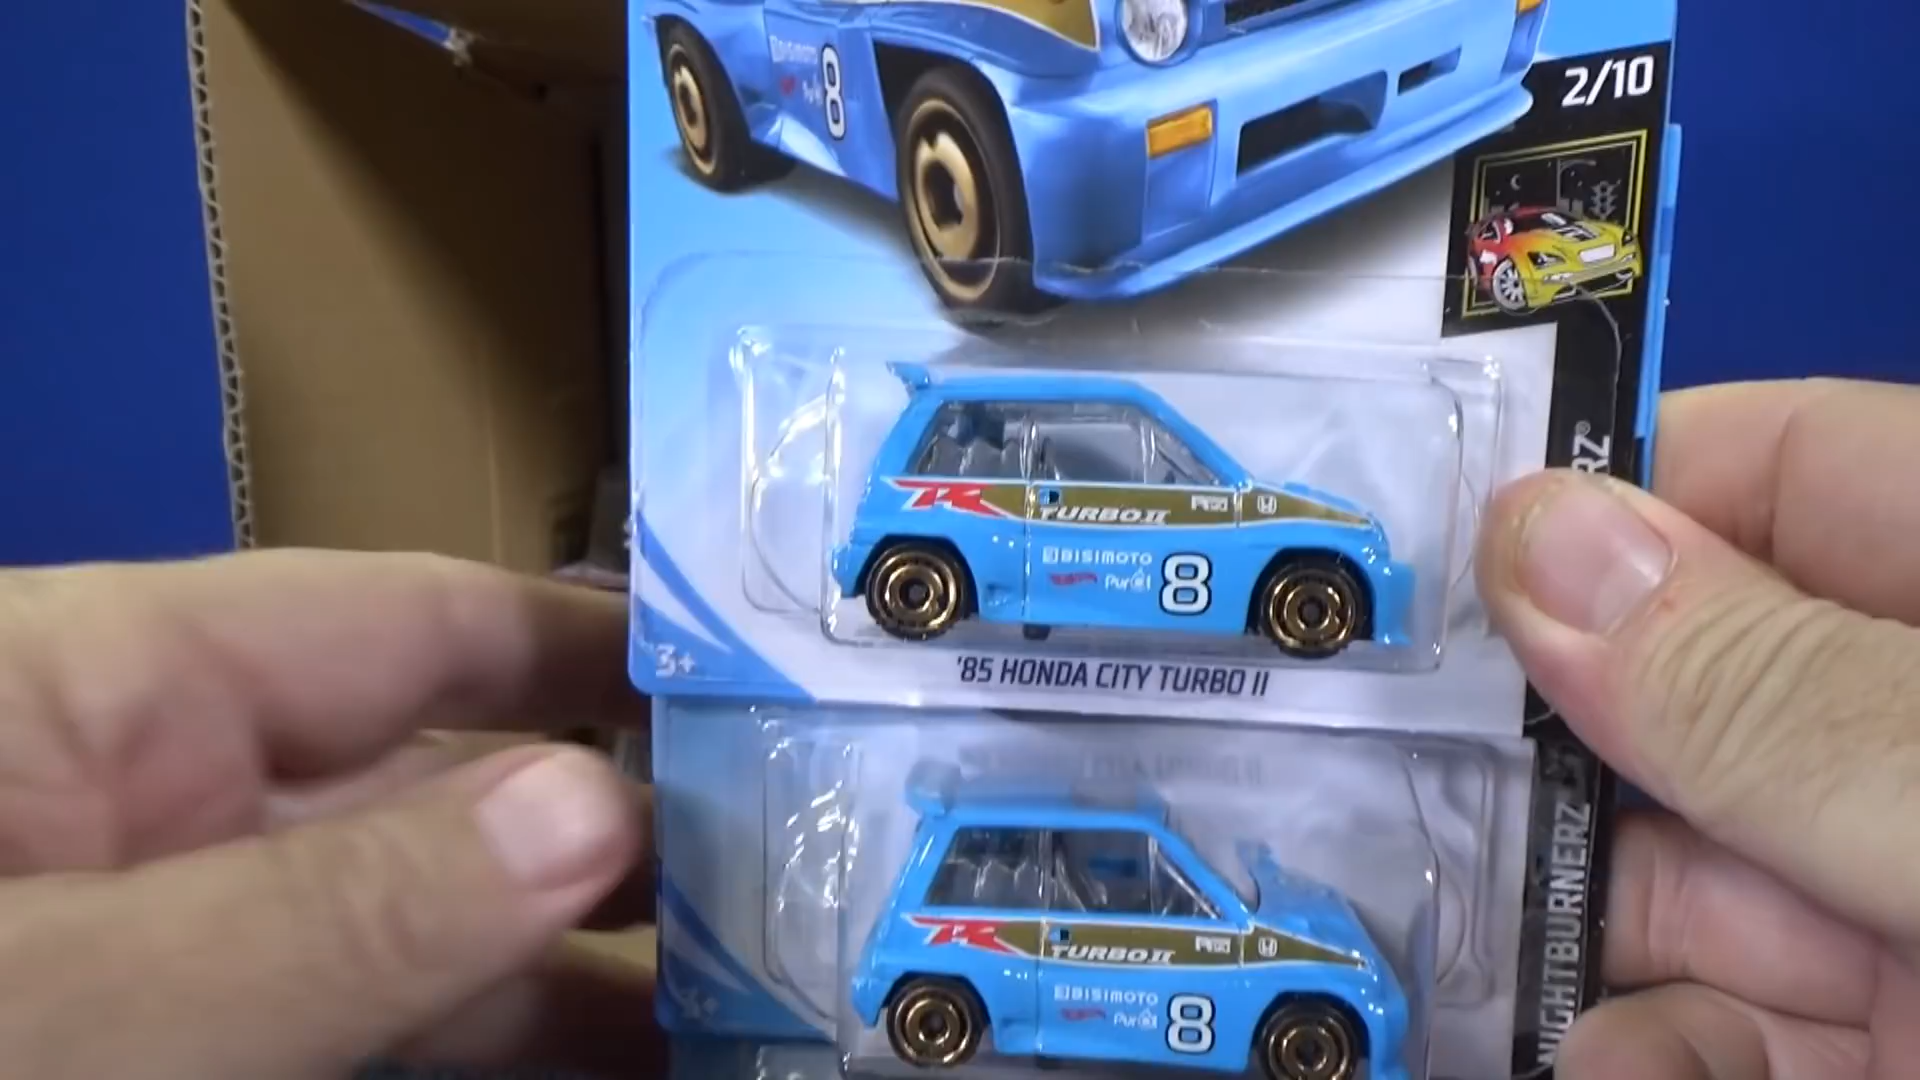 BISIMOTO
8
2/10
RZ®
R
TURBO II
BISIMOTO
8
3+
'85 HONDA CITY TURBO II
NIGHTBURNERZ
R
TURBO II
BISIMOTO
8